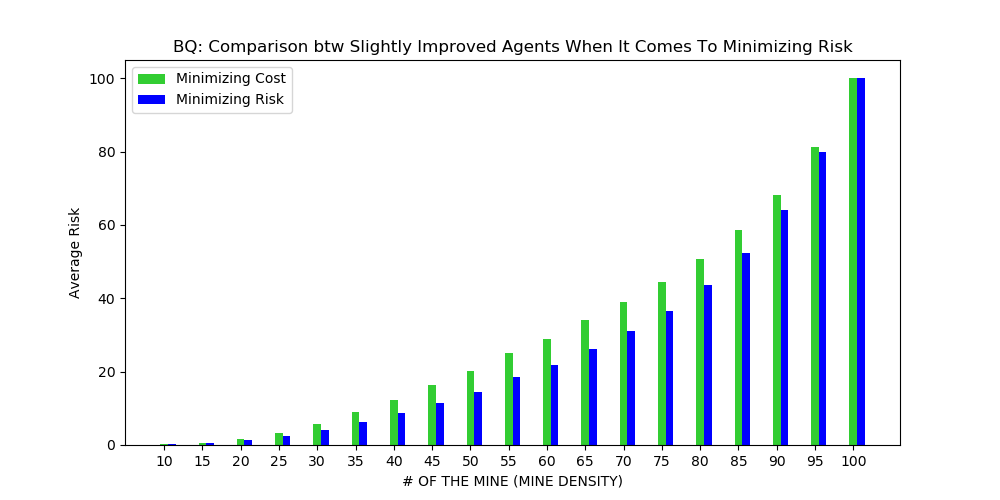 BQ: Comparison btw Slightly Improved Agents When It Comes To Minimizing Risk
Minimizing Cost
Minimizing Risk
100
80
60
40
20
0
Average Risk
10 15 20 25 30 35 40 45 50 55 60 65 70 75 80 85 90 95 100
# OF THE MINE (MINE DENSITY)